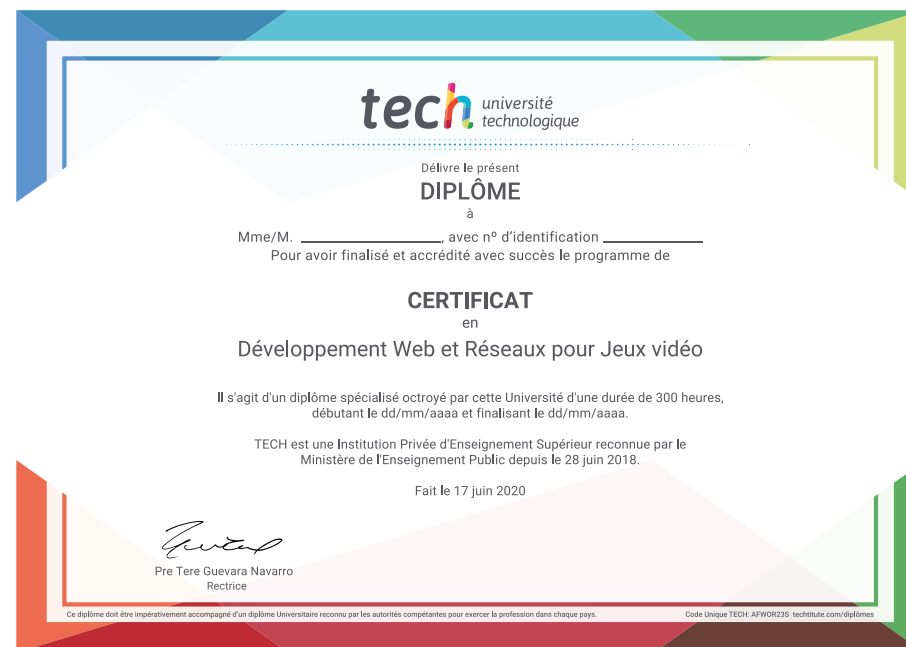 tech université
technologique
Délivre le présent
DIPLÔME
à
Mme/M. ____________________, avec nº d'identification ______________
Pour avoir finalisé et accrédité avec succès le programme de
CERTIFICAT
en
Développement Web et Réseaux pour Jeux vidéo
Il s'agit d'un diplôme spécialisé octroyé par cette Université d'une durée de 300 heures,
débutant le dd/mm/aaaa et finalisant le dd/mm/aaaa.
TECH est une Institution Privée d'Enseignement Supérieur reconnue par le
Ministère de l'Enseignement Public depuis le 28 juin 2018.
Fait le 17 juin 2020
Pre Tere Guevara Navarro
Rectrice
Ce diplôme doit être impérativement accompagné d'un diplôme Universitaire reconnu par les autorités compétantes pour exercer la profession dans chaque pays.
Code Unique TECH: AFWOR23S techtitute.com/diplômes